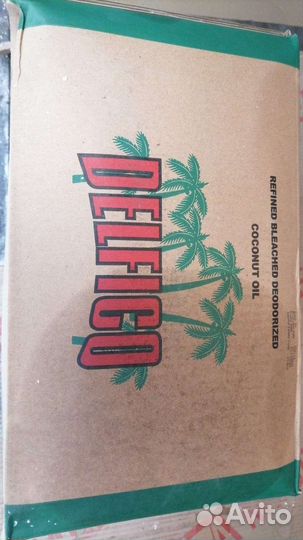 REFINED BLEACHED DEODORIZED
COCONUT OIL
DELFICO
Avito